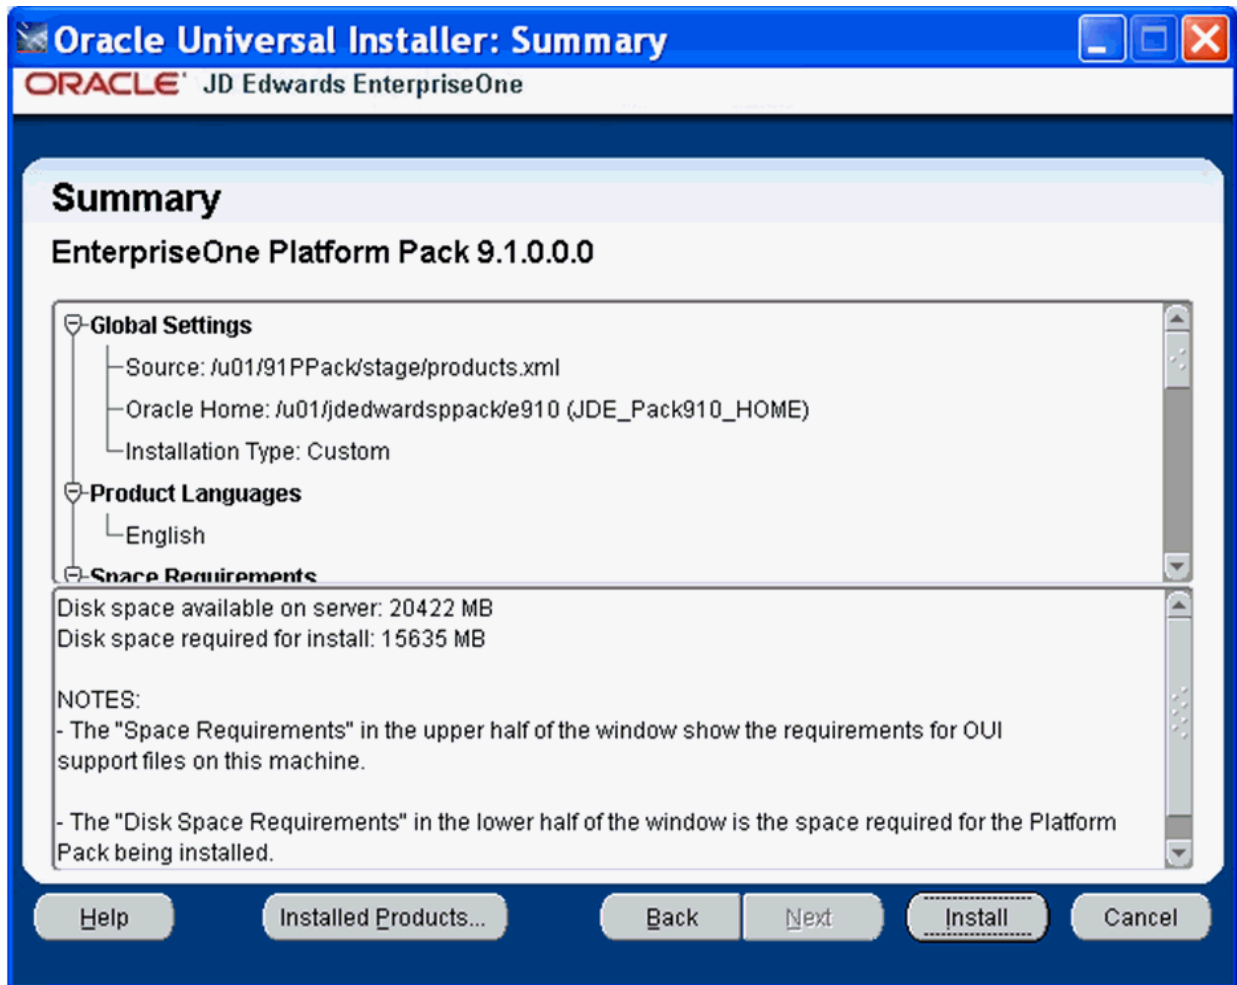 Oracle Universal Installer: Summary
ORACLE' JD Edwards EnterpriseOne
Summary
EnterpriseOne Platform Pack 9.1.0.0.0
Global Settings
Source: /u01/91PPack/stage/products.xml
Oracle Home: /u01/jdedwardsppack/e910 (JDE_Pack910_HOME)
Installation Type: Custom
Product Languages
English
Space Requirements
Disk space available on server: 20422 MB
Disk space required for install: 15635 MB
NOTES:
- The "Space Requirements" in the upper half of the window show the requirements for OUI
support files on this machine.
- The "Disk Space Requirements" in the lower half of the window is the space required for the Platform
Pack being installed.
Help Installed Products... Back Next Install Cancel